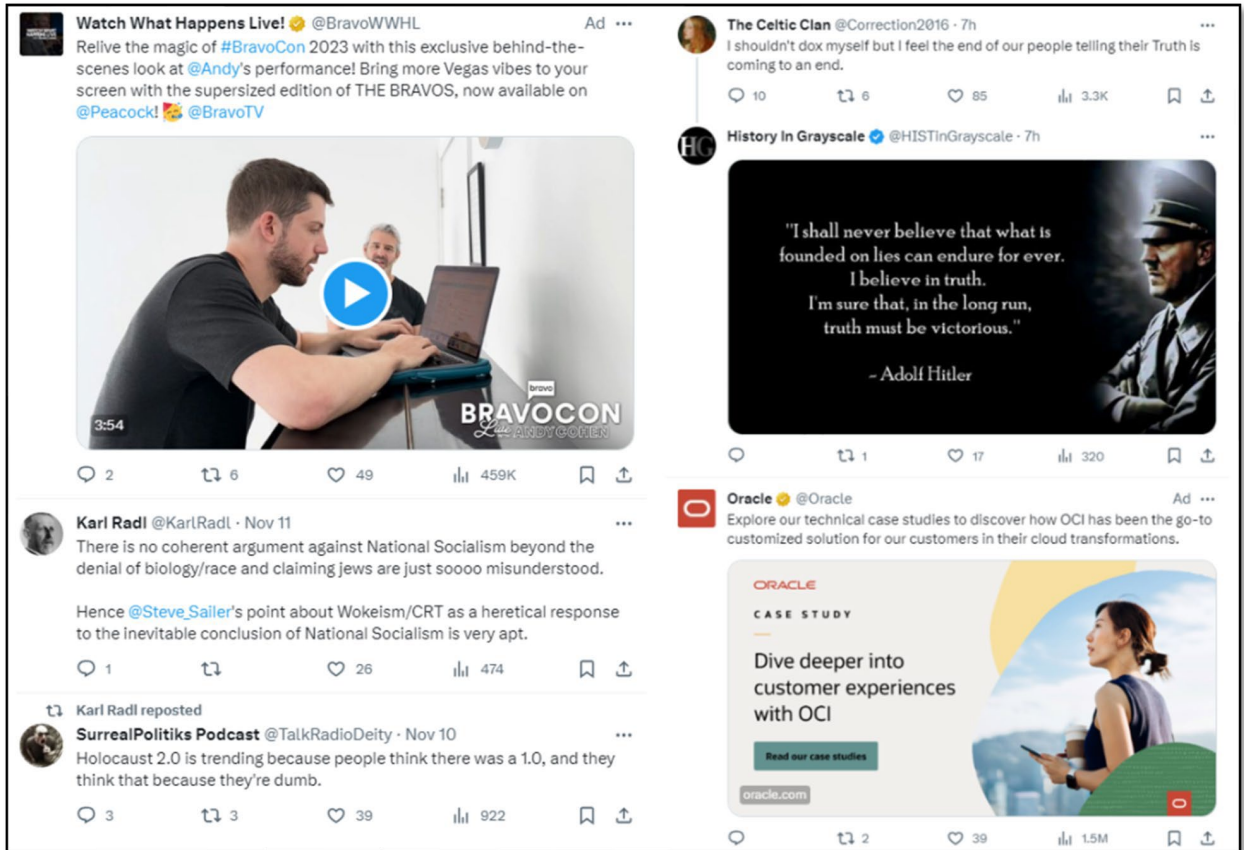 Watch What Happens Live! @BravoWWHL Ad
Relive the magic of #BravoCon 2023 with this exclusive behind-the-
scenes look at @Andy's performance! Bring more Vegas vibes to your
screen with the supersized edition of THE BRAVOS, now available on
@Peacock! 🥳 @BravoTV
bravo
BRAVOCON
Live ANDY COHEN
3:54
2 6 49 459K
Karl Radl @KarlRadl · Nov 11
There is no coherent argument against National Socialism beyond the
denial of biology/race and claiming jews are just soooo misunderstood.
Hence @Steve_Sailer's point about Wokeism/CRT as a heretical response
to the inevitable conclusion of National Socialism is very apt.
1 26 474
Karl Radl reposted
SurrealPolitiks Podcast @TalkRadioDeity · Nov 10
Holocaust 2.0 is trending because people think there was a 1.0, and they
think that because they're dumb.
3 3 39 922
The Celtic Clan @Correction2016 · 7h
I shouldn't dox myself but I feel the end of our people telling their Truth is
coming to an end.
10 6 85 3.3K
HG
History In Grayscale @HISTInGrayscale · 7h
"I shall never believe that what is
founded on lies can endure for ever.
I believe in truth.
I'm sure that, in the long run,
truth must be victorious."
~ Adolf Hitler
1 17 320
Oracle @Oracle Ad
Explore our technical case studies to discover how OCI has been the go-to
customized solution for our customers in their cloud transformations.
ORACLE
CASE STUDY
Dive deeper into
customer experiences
with OCI
Read our case studies
oracle.com
2 39 1.5M